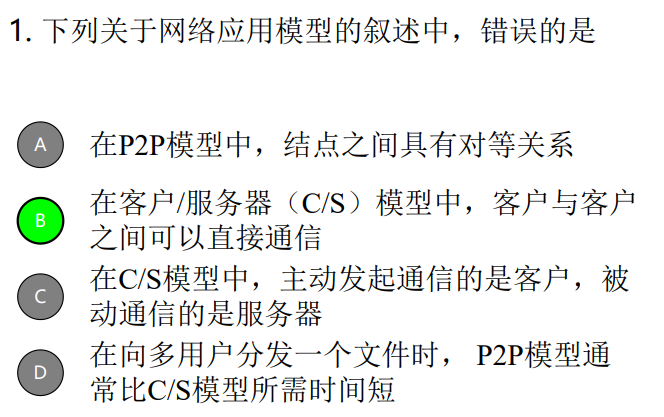 1. 下列关于网络应用模型的叙述中，错误的是
A 在P2P模型中，结点之间具有对等关系
B 在客户/服务器（C/S）模型中，客户与客户
之间可以直接通信
C 在C/S模型中，主动发起通信的是客户，被
动通信的是服务器
D 在向多用户分发一个文件时， P2P模型通
常比C/S模型所需时间短